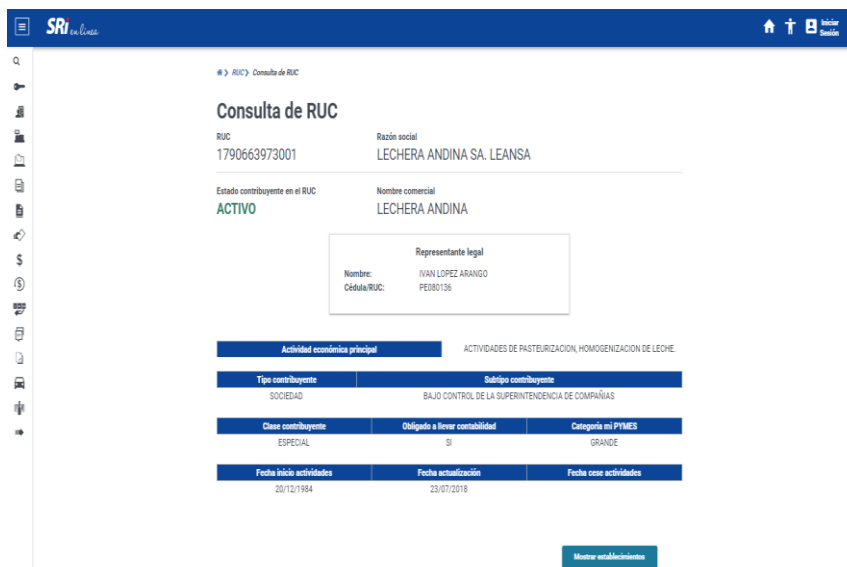 SRi en línea
Iniciar
Sesión
RUC Consulta de RUC
Consulta de RUC
RUC Razón social
1790663973001 LECHERA ANDINA SA. LEANSA
Estado contribuyente en el RUC Nombre comercial
ACTIVO LECHERA ANDINA
Representante legal
Nombre: IVAN LOPEZ ARANGO
Cédula/RUC: PE080136
Actividad económica principal ACTIVIDADES DE PASTEURIZACION, HOMOGENIZACION DE LECHE.
Tipo contribuyente Subtipo contribuyente
SOCIEDAD BAJO CONTROL DE LA SUPERINTENDENCIA DE COMPAÑIAS
Clase contribuyente Obligado a llevar contabilidad Categoría mi PYMES
ESPECIAL SI GRANDE
Fecha inicio actividades Fecha actualización Fecha cese actividades
20/12/1984 23/07/2018
Mostrar establecimientos